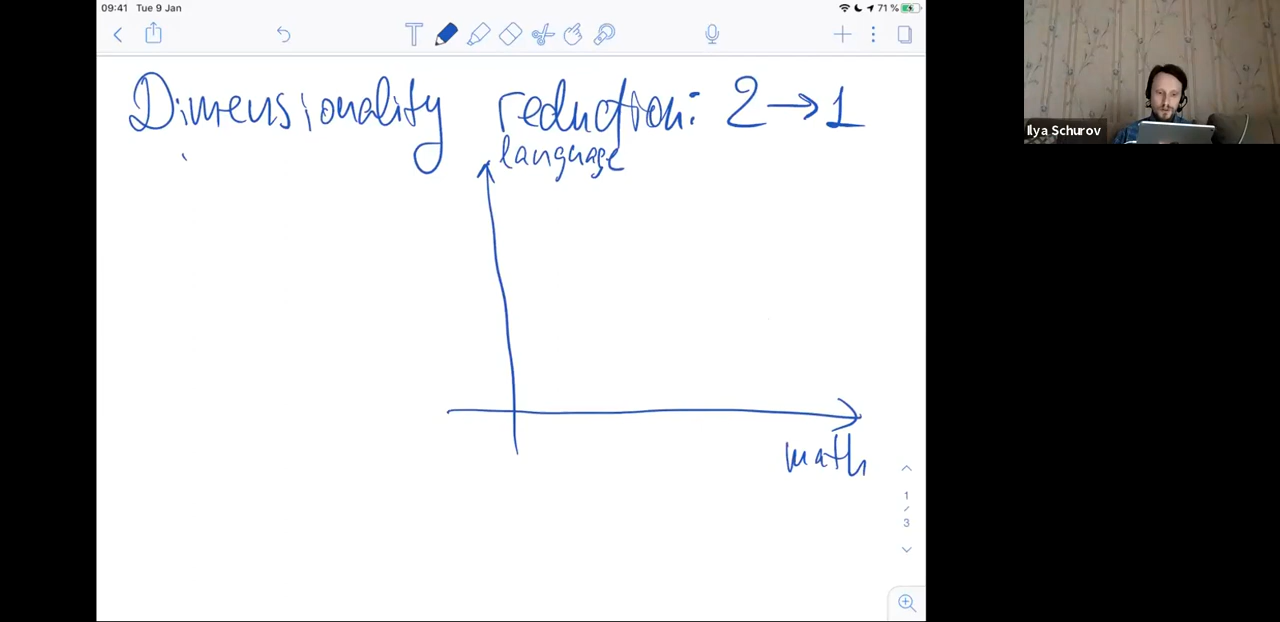 09:41 Tue 9 Jan
71 %
T
Dimensionality reduction: 2→1
language
math
1
3
Ilya Schurov